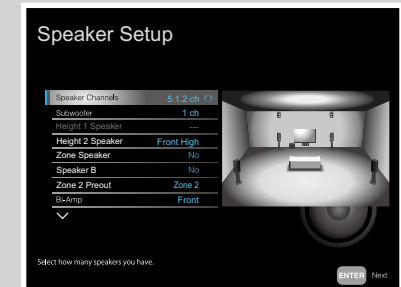 Speaker Setup
Speaker Channels 5.1.2 ch <>
Subwoofer 1 ch
Height 1 Speaker ---
Height 2 Speaker Front High
Zone Speaker No
Speaker B No
Zone 2 Preout Zone 2
Bi-Amp Front
Select how many speakers you have.
ENTER Next